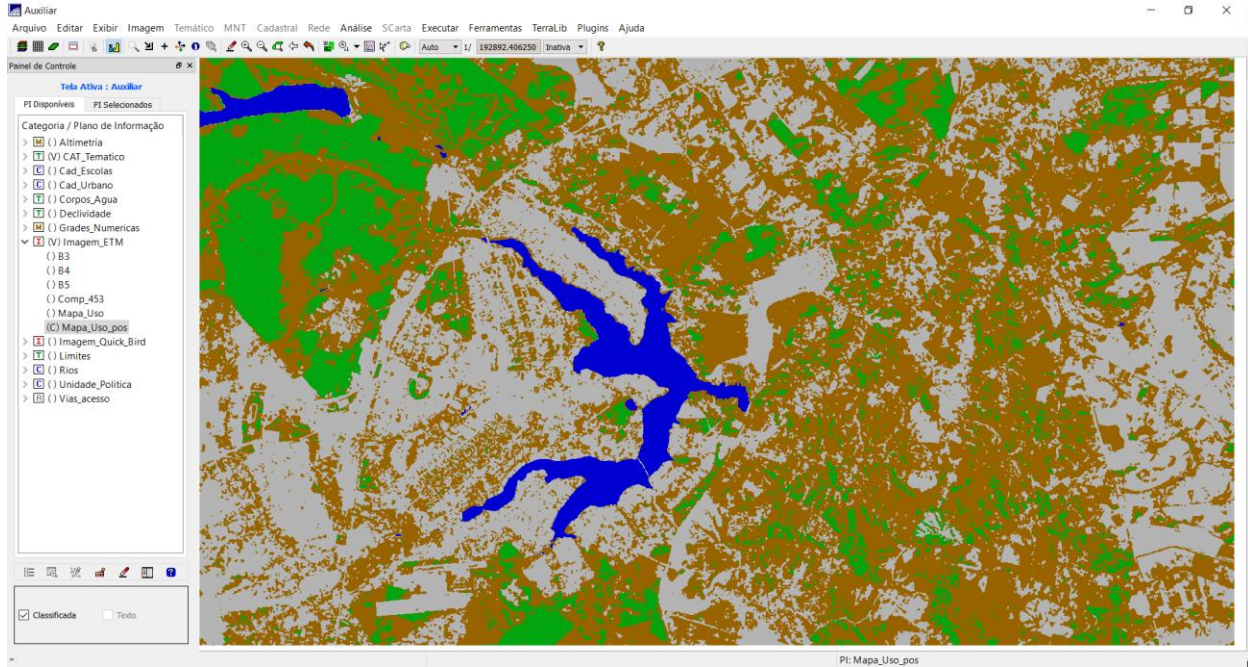 Auxiliar
Arquivo Editar Exibir Imagem Temático MNT Cadastral Rede Análise SCarta Executar Ferramentas TerraLib Plugins Ajuda
Auto 1/ 192892.406250 Inativa
Painel de Controle
Tela Ativa : Auxiliar
PI Disponíveis PI Selecionados
Categoria / Plano de Informação
M ( ) Altimetria
T (V) CAT_Tematico
C ( ) Cad_Escolas
C ( ) Cad_Urbano
T ( ) Corpos_Agua
T ( ) Declividade
M ( ) Grades_Numericas
I (V) Imagem_ETM
( ) B3
( ) B4
( ) B5
( ) Comp_453
( ) Mapa_Uso
(C) Mapa_Uso_pos
I ( ) Imagem_Quick_Bird
T ( ) Limites
C ( ) Rios
C ( ) Unidade_Politica
R ( ) Vias_acesso
Classificada Texto
PI: Mapa_Uso_pos